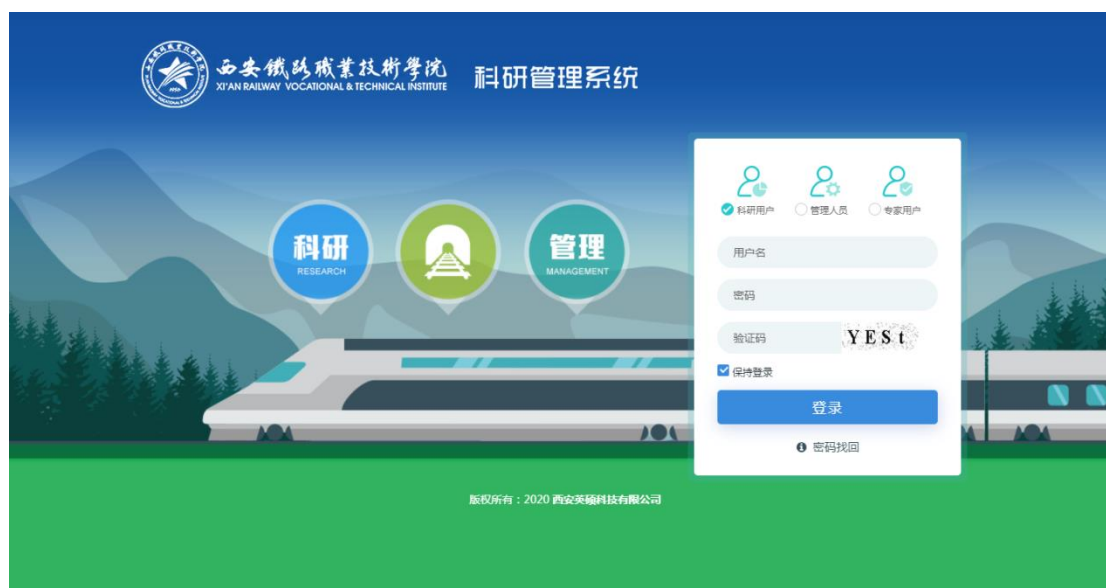 西安鐵路職業技術學院
XI'AN RAILWAY VOCATIONAL & TECHNICAL INSTITUTE
科研管理系统
科研
RESEARCH
管理
MANAGEMENT
科研用户
管理人员
专家用户
用户名
密码
验证码
YESt
保持登录
登录
密码找回
版权所有：2020 西安英硕科技有限公司